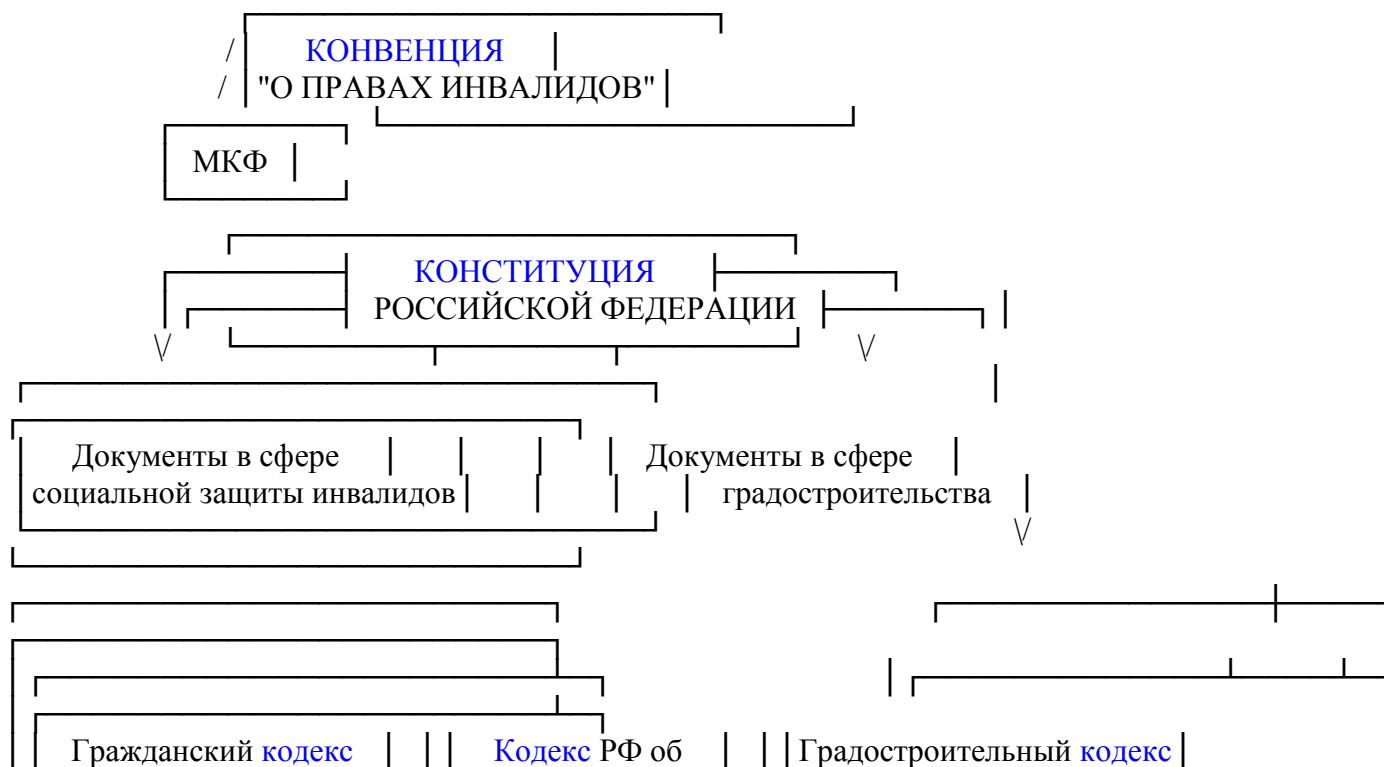 КОНВЕНЦИЯ
"О ПРАВАХ ИНВАЛИДОВ"
МКФ
КОНСТИТУЦИЯ
РОССИЙСКОЙ ФЕДЕРАЦИИ
Документы в сфере Документы в сфере
социальной защиты инвалидов градостроительства
Гражданский кодекс Кодекс РФ об Градостроительный кодекс